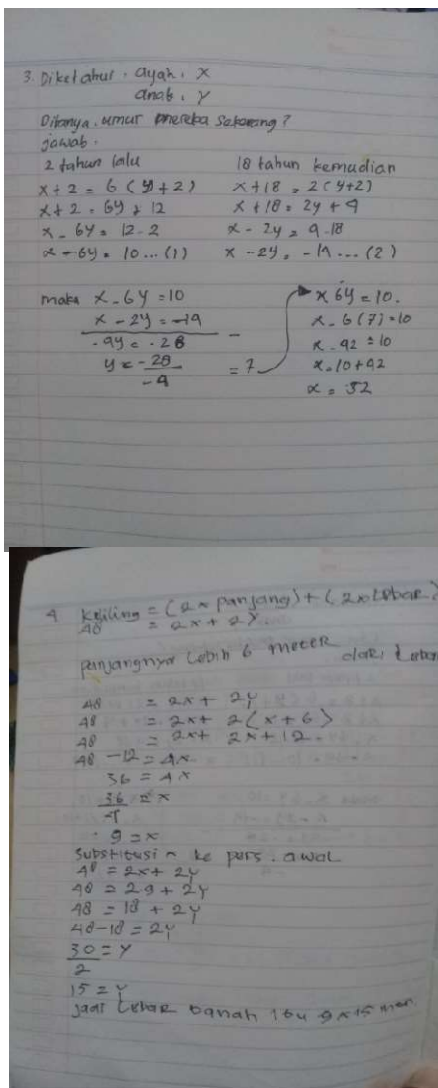 3. Diketahui. ayah. x
anak. y
Ditanya. umur mereka sekarang?
jawab.
2 tahun lalu 18 tahun kemudian
x + 2 = 6 (y + 2) x + 18 = 2 (y+2)
x + 2 = 6y + 12 x + 18 = 2y + 4
x - 6y = 12 - 2 x - 2y = 4 - 18
x - 6y = 10 ... (1) x - 2y = -14 ... (2)
maka x - 6y = 10
x - 2y = -14 -
-4y = -28
y = -28
-4 = 7
x 6y = 10.
x - 6 (7) = 10
x - 42 = 10
x = 10 + 42
x = 52
4 Keliling = (2 x panjang) + (2 x Lebar)
48 = 2x + 2y
panjangnya Lebih 6 meter dari Lebar
48 = 2x + 2y
48 = 2x + 2(x + 6)
48 = 2x + 2x + 12
48 - 12 = 4x
36 = 4x
36 = x
4
9 = x
Substitusi ke pers. awal
48 = 2x + 2y
48 = 2.9 + 2y
48 = 18 + 2y
48 - 18 = 2y
30 = y
2
15 = y
jadi Lebar tanah itu 9 x 15